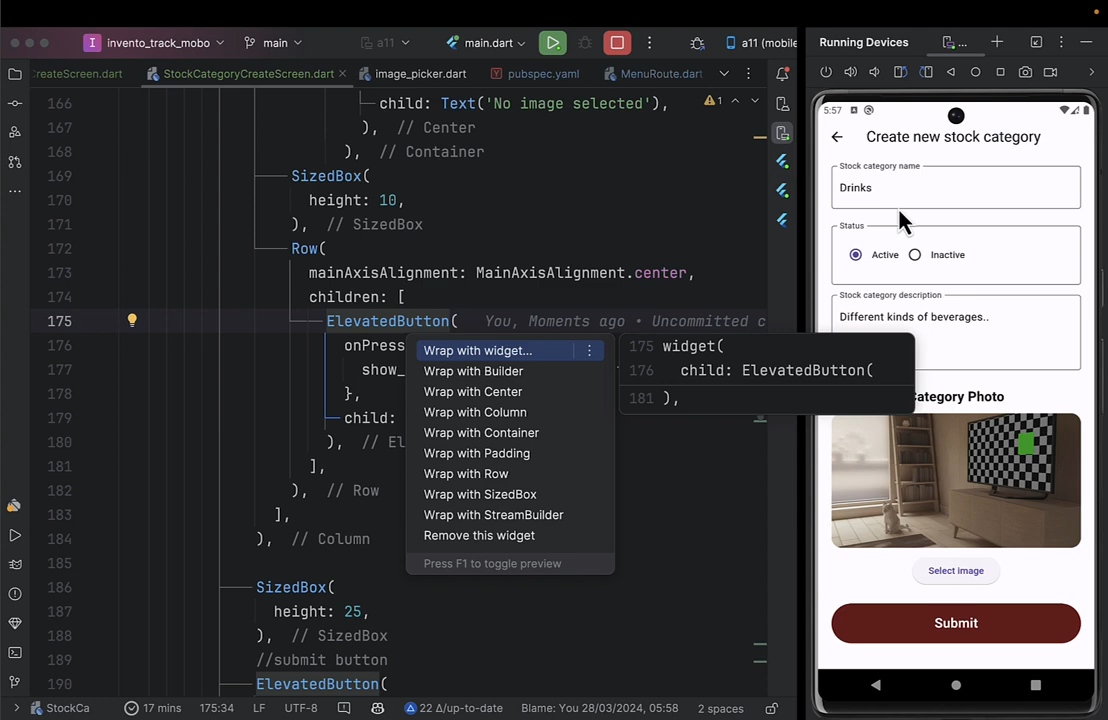 invento_track_mobo
main
a11
main.dart
a11 (mobile
Running Devices
...
reateScreen.dart
StockCategoryCreateScreen.dart
image_picker.dart
pubspec.yaml
MenuRoute.dart
166 child: Text('No image selected'),
1
167 ), // Center
168 ), // Container
169 SizedBox(
170 height: 10,
171 ), // SizedBox
172 Row(
173 mainAxisAlignment: MainAxisAlignment.center,
174 children: [
175 ElevatedButton( You, Moments ago • Uncommitted c
176 onPress
177 show_
178 },
179 child:
180 ), // El
181 ],
182 ), // Row
183 ],
184 ), // Column
185
186 SizedBox(
187 height: 25,
188 ), // SizedBox
189 //submit button
190 ElevatedButton(
Wrap with widget...
Wrap with Builder
Wrap with Center
Wrap with Column
Wrap with Container
Wrap with Padding
Wrap with Row
Wrap with SizedBox
Wrap with StreamBuilder
Remove this widget
Press F1 to toggle preview
175 widget(
176 child: ElevatedButton(
181 ),
5:57
Create new stock category
Stock category name
Drinks
Status
Active
Inactive
Stock category description
Different kinds of beverages..
Category Photo
Select image
Submit
StockCa
17 mins
175:34
LF
UTF-8
22 Δ/up-to-date
Blame: You 28/03/2024, 05:58
2 spaces